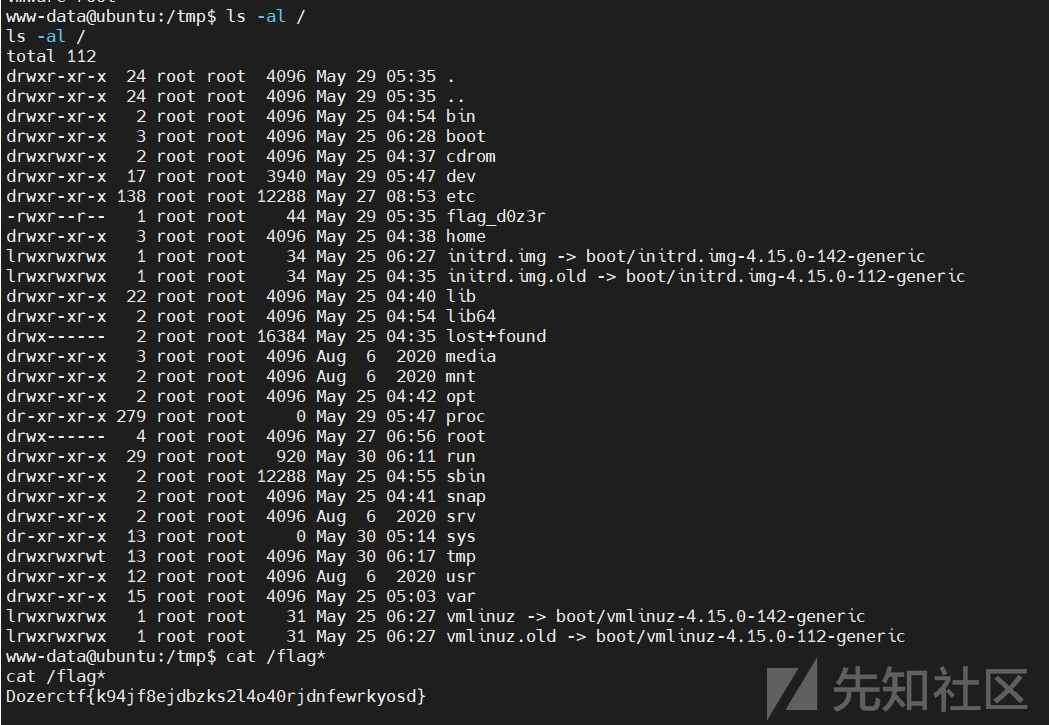 www-data@ubuntu:/tmp$ ls -al /
ls -al /
total 112
drwxr-xr-x  24 root root  4096 May 29 05:35 .
drwxr-xr-x  24 root root  4096 May 29 05:35 ..
drwxr-xr-x   2 root root  4096 May 25 04:54 bin
drwxr-xr-x   3 root root  4096 May 25 06:28 boot
drwxrwxr-x   2 root root  4096 May 25 04:37 cdrom
drwxr-xr-x  17 root root  3940 May 29 05:47 dev
drwxr-xr-x 138 root root 12288 May 27 08:53 etc
-rwxr--r--   1 root root    44 May 29 05:35 flag_d0z3r
drwxr-xr-x   3 root root  4096 May 25 04:38 home
lrwxrwxrwx   1 root root    34 May 25 06:27 initrd.img -> boot/initrd.img-4.15.0-142-generic
lrwxrwxrwx   1 root root    34 May 25 04:35 initrd.img.old -> boot/initrd.img-4.15.0-112-generic
drwxr-xr-x  22 root root  4096 May 25 04:40 lib
drwxr-xr-x   2 root root  4096 May 25 04:54 lib64
drwx------   2 root root 16384 May 25 04:35 lost+found
drwxr-xr-x   3 root root  4096 Aug  6  2020 media
drwxr-xr-x   2 root root  4096 Aug  6  2020 mnt
drwxr-xr-x   2 root root  4096 May 25 04:42 opt
dr-xr-xr-x 279 root root     0 May 29 05:47 proc
drwx------   4 root root  4096 May 27 06:56 root
drwxr-xr-x  29 root root   920 May 30 06:11 run
drwxr-xr-x   2 root root 12288 May 25 04:55 sbin
drwxr-xr-x   2 root root  4096 May 25 04:41 snap
drwxr-xr-x   2 root root  4096 Aug  6  2020 srv
dr-xr-xr-x  13 root root     0 May 30 05:14 sys
drwxrwxrwt  13 root root  4096 May 30 06:17 tmp
drwxr-xr-x  12 root root  4096 Aug  6  2020 usr
drwxr-xr-x  15 root root  4096 May 25 05:03 var
lrwxrwxrwx   1 root root    31 May 25 06:27 vmlinuz -> boot/vmlinuz-4.15.0-142-generic
lrwxrwxrwx   1 root root    31 May 25 06:27 vmlinuz.old -> boot/vmlinuz-4.15.0-112-generic
www-data@ubuntu:/tmp$ cat /flag*
cat /flag*
Dozerctf{k94jf8ejdbzks2l4o40rjdnfewrkyosd}
先知社区